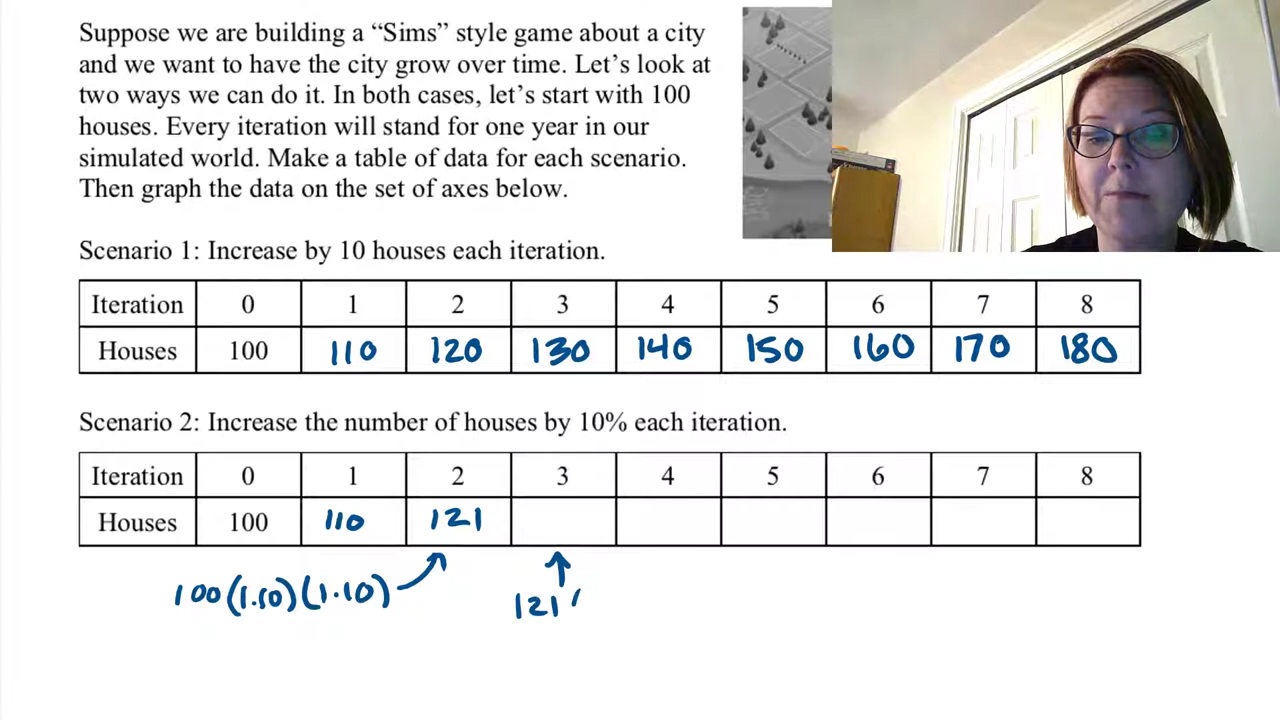 Suppose we are building a “Sims” style game about a city
and we want to have the city grow over time. Let’s look at
two ways we can do it. In both cases, let’s start with 100
houses. Every iteration will stand for one year in our
simulated world. Make a table of data for each scenario.
Then graph the data on the set of axes below.
Scenario 1: Increase by 10 houses each iteration.
Iteration 0 1 2 3 4 5 6 7 8
Houses 100 110 120 130 140 150 160 170 180
Scenario 2: Increase the number of houses by 10% each iteration.
Iteration 0 1 2 3 4 5 6 7 8
Houses 100 110 121
100(1.10)(1.10)
121(